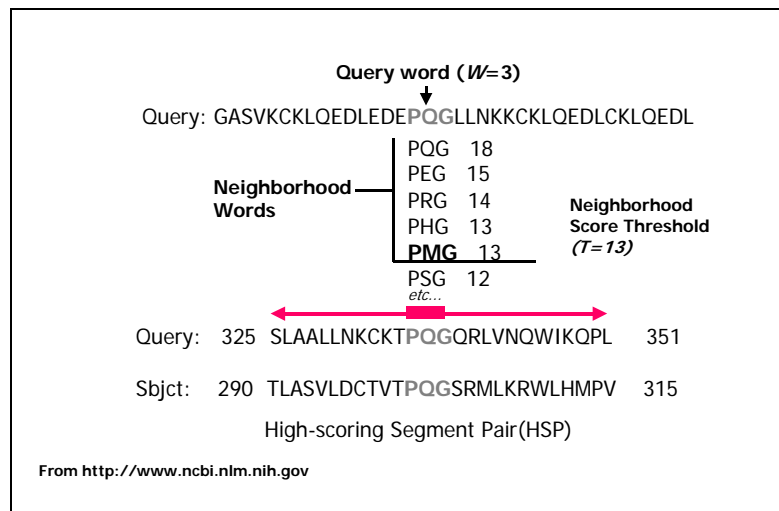 Query word (W=3)
Query: GASVKCKLQEDLEDEPQGLLNKKCKLQEDLCKLQEDL
PQG 18
PEG 15
PRG 14
PHG 13
PMG 13
PSG 12
etc...
Neighborhood
Words
Neighborhood
Score Threshold
(T=13)
Query: 325 SLAALLNKCKTPQGQRLVNQWIKQPL 351
Sbjct: 290 TLASVLDCTVTPQGSRMLKRWLHMPV 315
High-scoring Segment Pair(HSP)
From http://www.ncbi.nlm.nih.gov